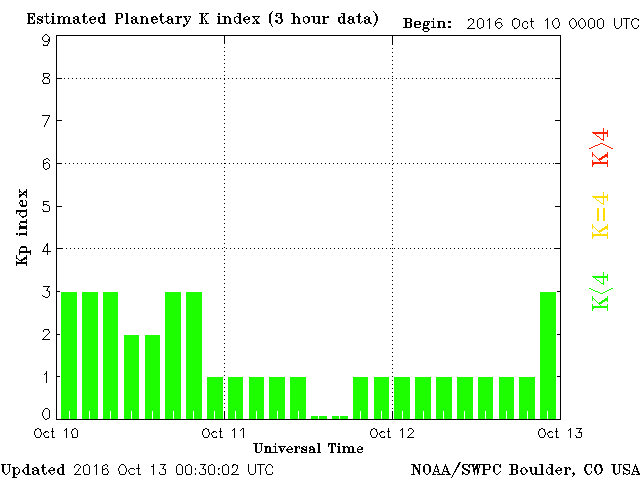 Estimated Planetary K index (3 hour data) Begin: 2016 Oct 10 0000 UTC
9
8
7
6
5
4
3
2
1
0
Kp index
K>4
K=4
K<4
Oct 10 Oct 11 Oct 12 Oct 13
Universal Time
Updated 2016 Oct 13 00:30:02 UTC NOAA/SWPC Boulder, CO USA